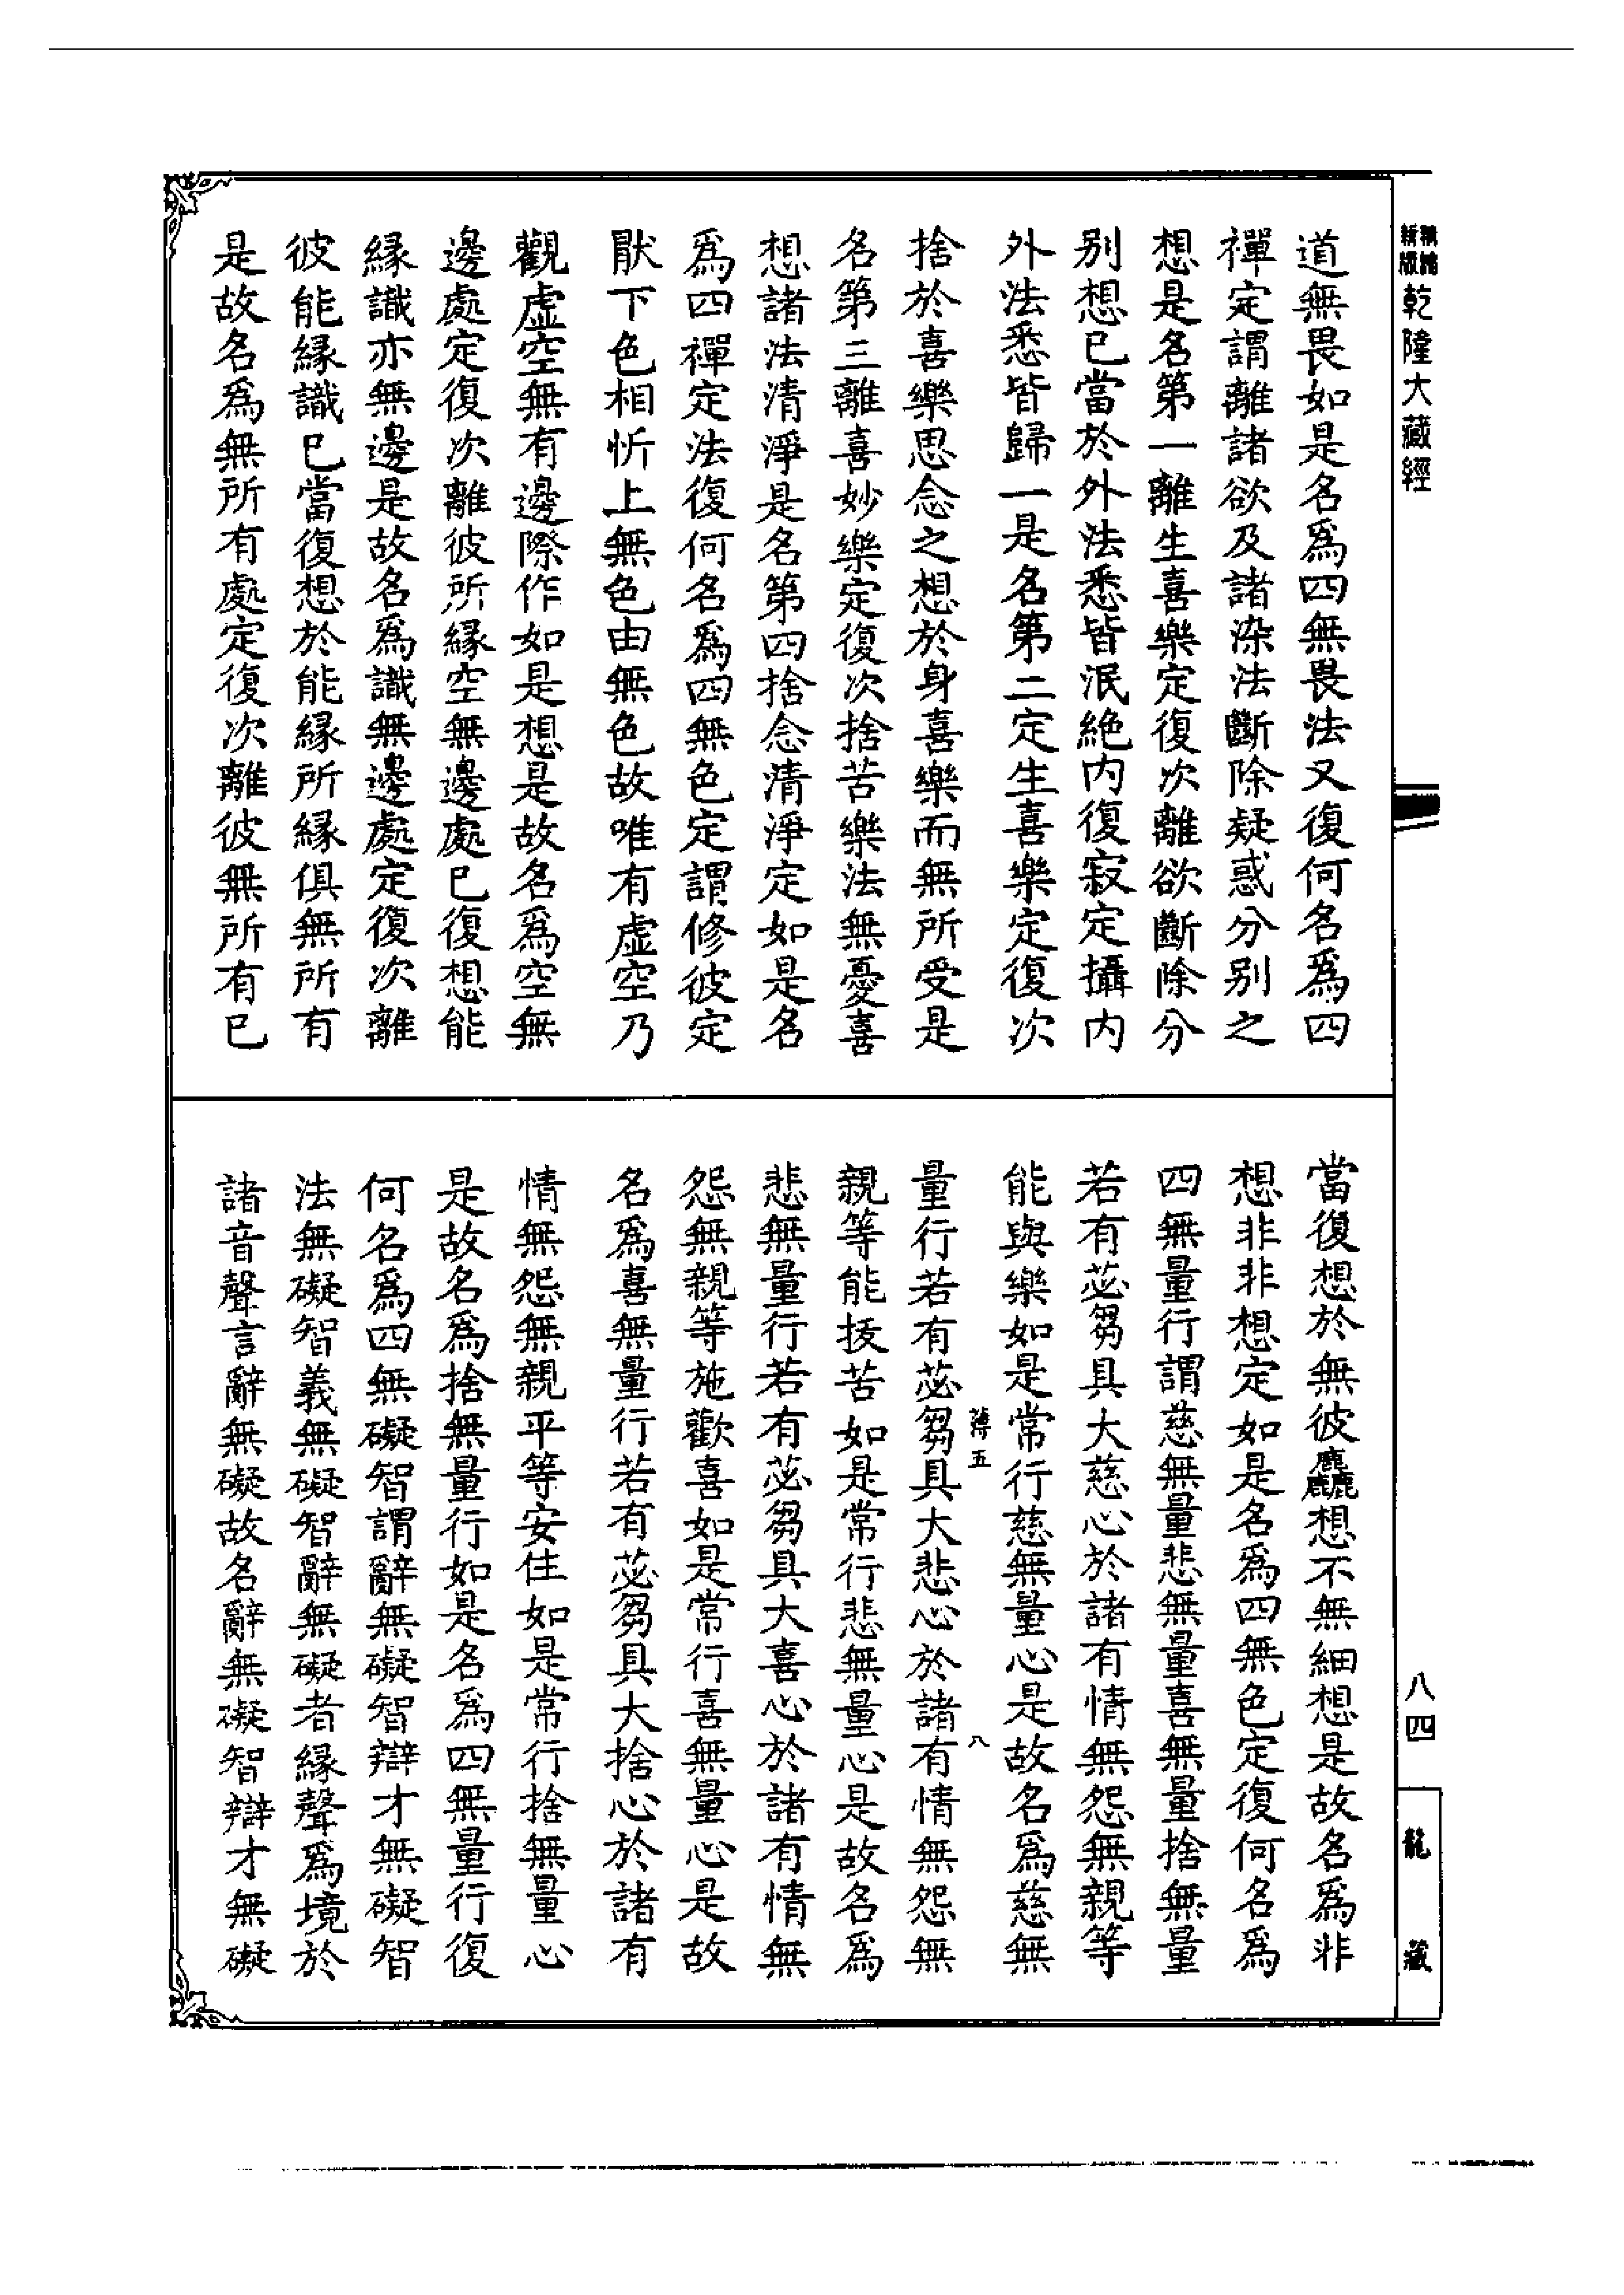 精編新版乾隆大藏經
道無畏如是名爲四無畏法又復何名爲四
禪定謂離諸欲及諸染法斷除疑惑分别之
想是名第一離生喜樂定復次離欲斷除分
别想已當於外法悉皆泯絶内復寂定攝内
外法悉皆歸一是名第二定生喜樂定復次
捨於喜樂思念之想於身喜樂而無所受是
名第三離喜妙樂定復次捨苦樂法無憂喜
想諸法清淨是名第四捨念清淨定如是名
爲四禪定法復何名爲四無色定謂修彼定
猒下色相忻上無色由無色故唯有虚空乃
觀虚空無有邊際作如是想是故名爲空無
邊處定復次離彼所縁空無邊處已復想能
縁識亦無邊是故名爲識無邊處定復次離
彼能縁識已當復想於能縁所縁俱無所有
是故名爲無所有處定復次離彼無所有已
當復想於無彼麤想不無細想是故名爲非
想非非想定如是名爲四無色定復何名爲
四無量行謂慈無量悲無量喜無量捨無量
若有苾芻具大慈心於諸有情無怨無親等
能與樂如是常行慈無量心是故名爲慈無
薄五 八
量行若有苾芻具大悲心於諸有情無怨無
親等能拔苦如是常行悲無量心是故名爲
悲無量行若有苾芻具大喜心於諸有情無
怨無親等施歡喜如是常行喜無量心是故
名爲喜無量行若有苾芻具大捨心於諸有
情無怨無親平等安住如是常行捨無量心
是故名爲捨無量行如是名爲四無量行復
何名爲四無礙智謂辭無礙智辯才無礙智
法無礙智義無礙智辭無礙者縁聲爲境於
諸音聲言辭無礙故名辭無礙智辯才無礙
八四
龍藏